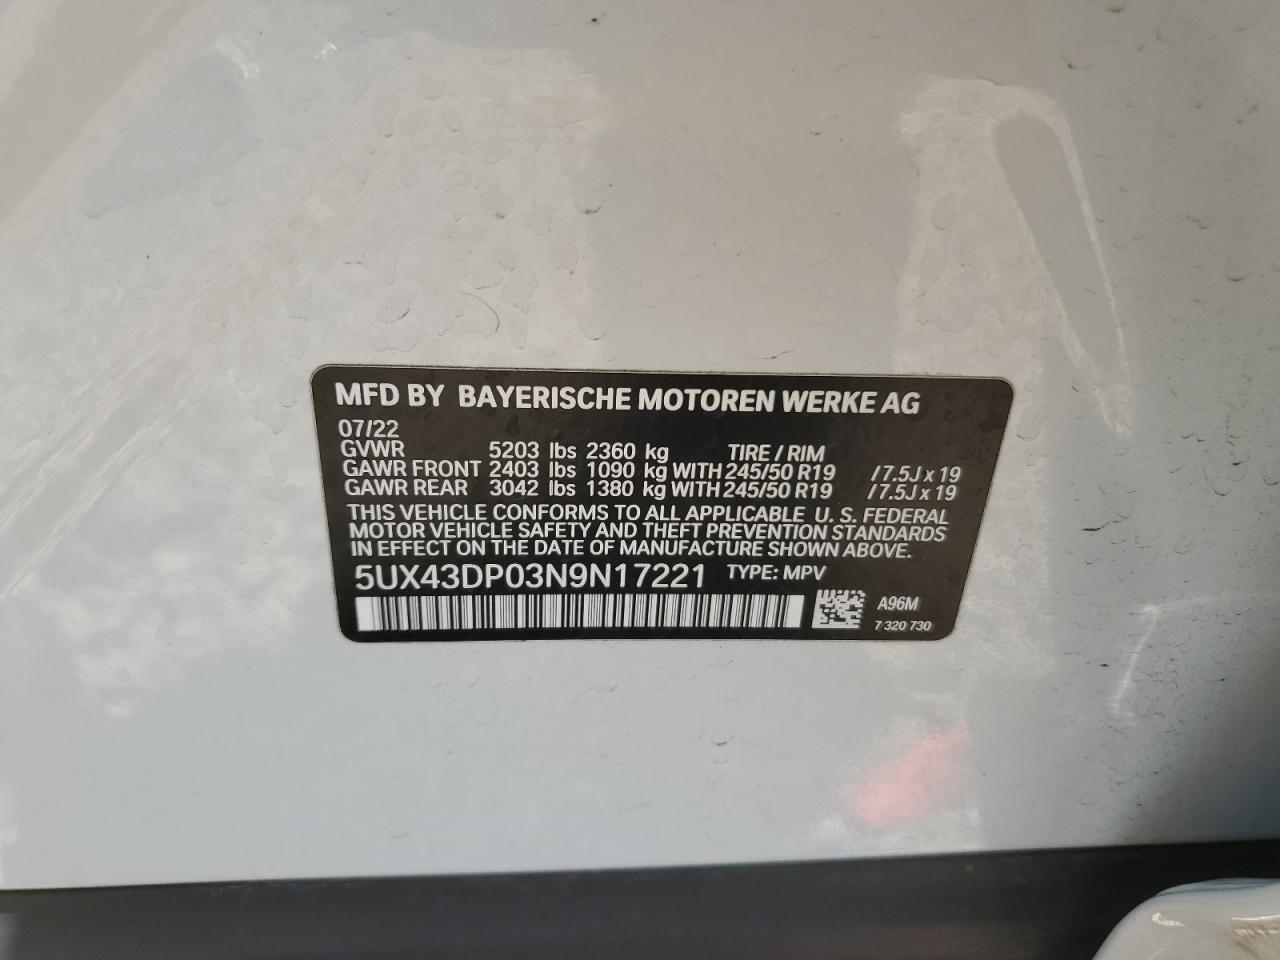 MFD BY BAYERISCHE MOTOREN WERKE AG
07/22
GVWR 5203 lbs 2360 kg TIRE / RIM
GAWR FRONT 2403 lbs 1090 kg WITH 245/50 R19 / 7.5J x 19
GAWR REAR 3042 lbs 1380 kg WITH 245/50 R19 / 7.5J x 19
THIS VEHICLE CONFORMS TO ALL APPLICABLE U. S. FEDERAL
MOTOR VEHICLE SAFETY AND THEFT PREVENTION STANDARDS
IN EFFECT ON THE DATE OF MANUFACTURE SHOWN ABOVE.
5UX43DP03N9N17221 TYPE: MPV
A96M
7 320 730